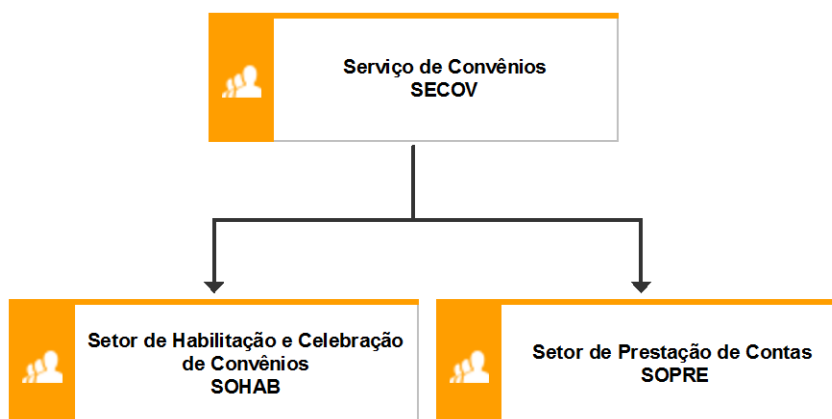 Serviço de Convênios
SECOV
Setor de Habilitação e Celebração
de Convênios
SOHAB
Setor de Prestação de Contas
SOPRE